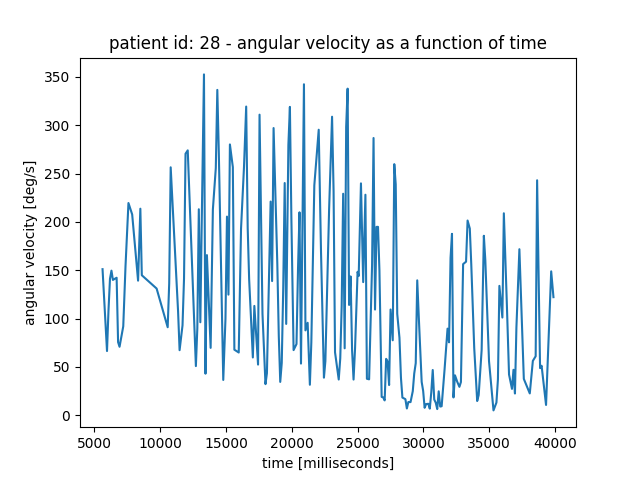 patient id: 28 - angular velocity as a function of time
350
300
250
200
150
100
50
0
angular velocity [deg/s]
5000 10000 15000 20000 25000 30000 35000 40000
time [milliseconds]